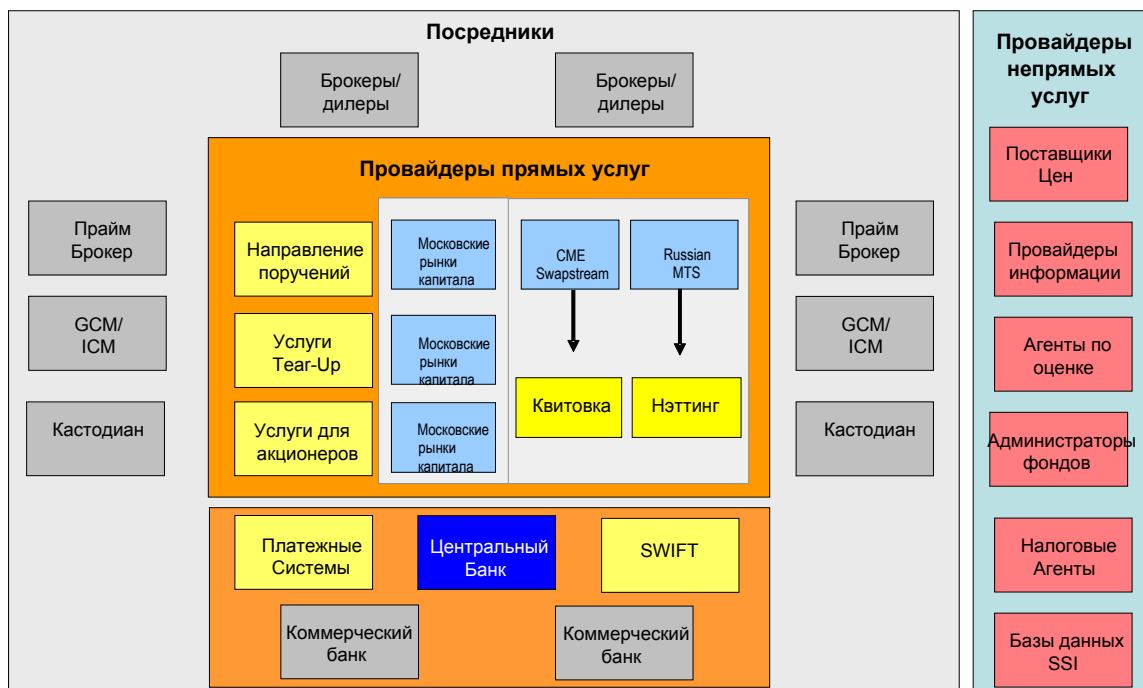 Посредники
Брокеры/
дилеры
Брокеры/
дилеры
Провайдеры прямых услуг
Прайм
Брокер
GCM/
ICM
Кастодиан
Направление
поручений
Услуги
Tear-Up
Услуги для
акционеров
Московские
рынки
капитала
Московские
рынки
капитала
Московские
рынки
капитала
CME
Swapstream
Russian
MTS
Квитовка
Нэттинг
Прайм
Брокер
GCM/
ICM
Кастодиан
Платежные
Системы
Центральный
Банк
SWIFT
Коммерческий
банк
Коммерческий
банк
Провайдеры
непрямых
услуг
Поставщики
Цен
Провайдеры
информации
Агенты по
оценке
Администраторы
фондов
Налоговые
Агенты
Базы данных
SSI